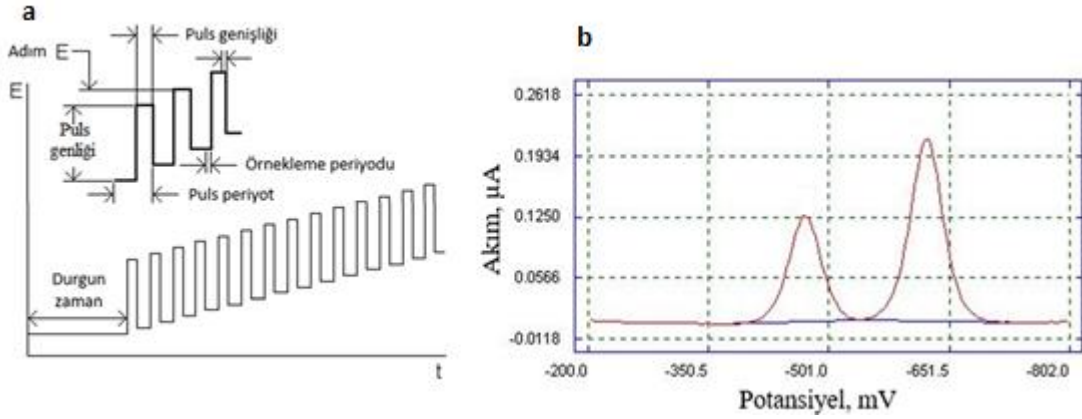 a
Puls genişliği
Adım E
E
Puls
genliği
Örnekleme periyodu
Puls periyot
Durgun
zaman
t
b
0.2618
0.1934
0.1250
0.0566
-0.0118
Akım, µA
-200.0 -350.5 -501.0 -651.5 -802.0
Potansiyel, mV